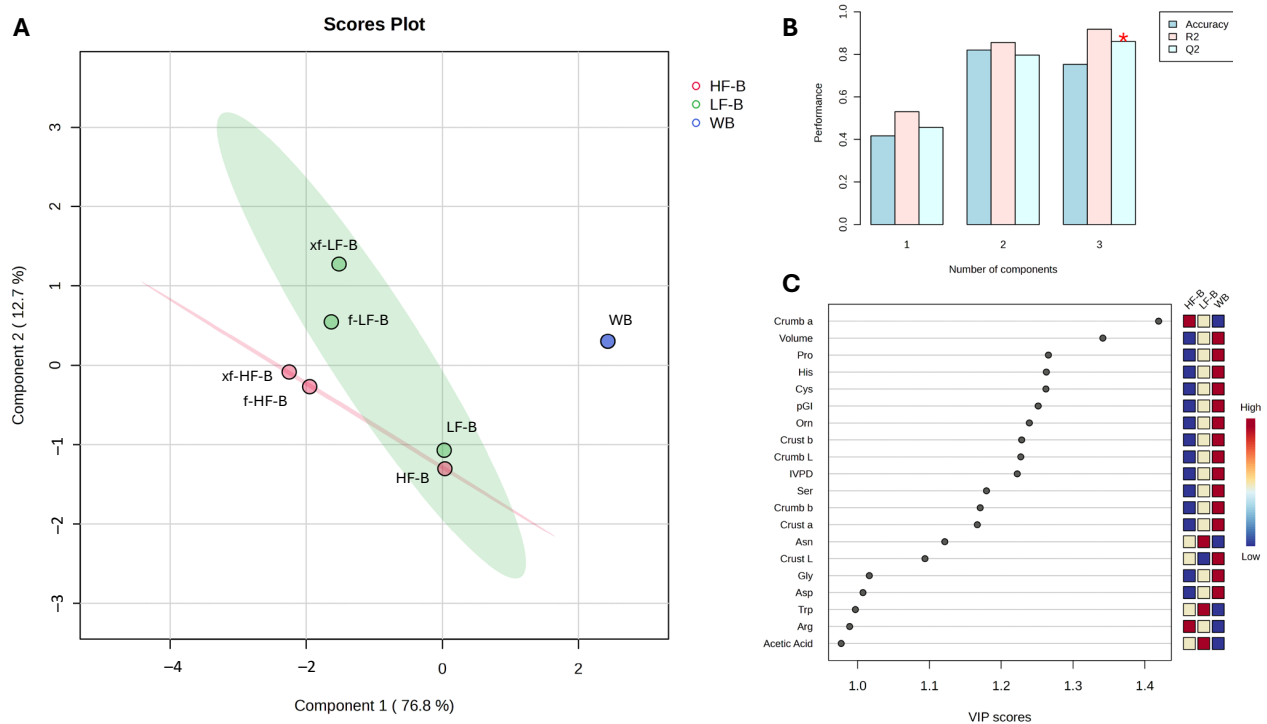 A
Scores Plot
HF-B
LF-B
WB
3
2
1
0
−1
−2
−3
xf-LF-B
f-LF-B
WB
xf-HF-B
f-HF-B
LF-B
HF-B
−4
−2
0
2
Component 1 ( 76.8 %)
Component 2 ( 12.7 %)
B
1.0
0.8
0.6
0.4
0.2
0.0
Performance
Accuracy
R2
Q2
*
1
2
3
Number of components
C
HF-B
LF-B
WB
Crumb a
Volume
Pro
His
Cys
pGI
Orn
Crust b
Crumb L
IVPD
Ser
Crumb b
Crust a
Asn
Crust L
Gly
Asp
Trp
Arg
Acetic Acid
High
Low
1.0
1.1
1.2
1.3
1.4
VIP scores